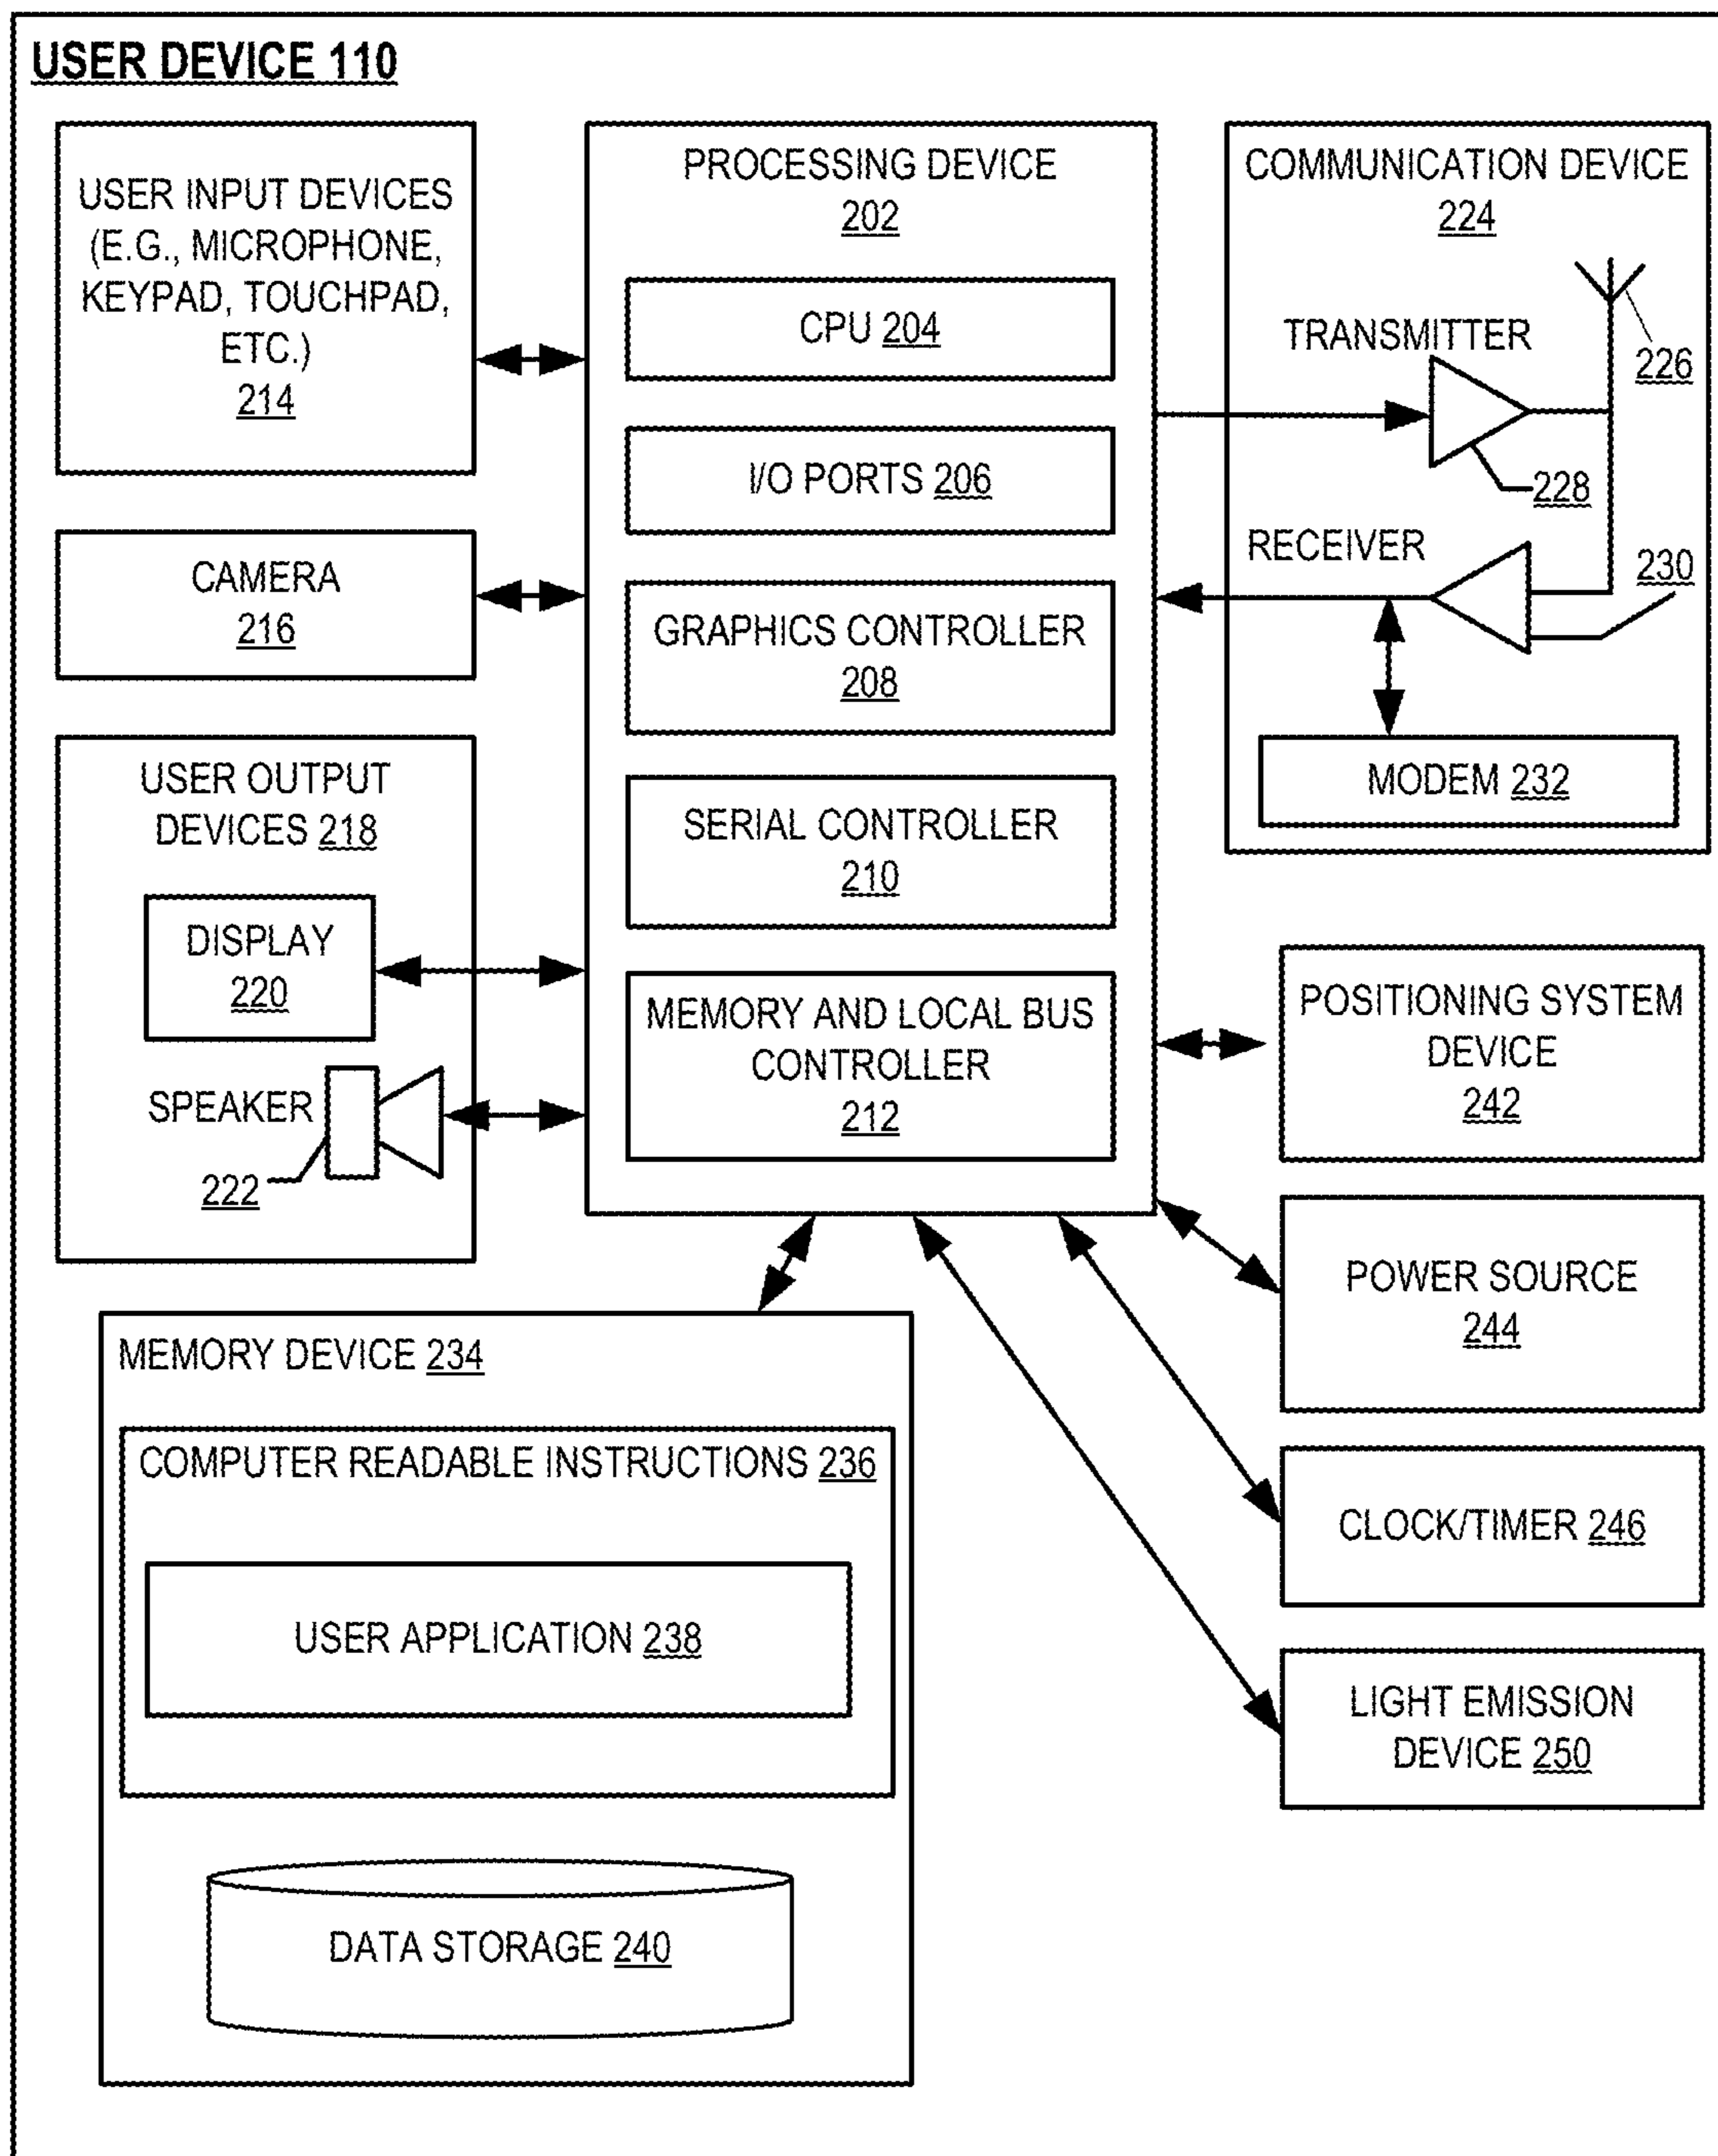 USER DEVICE 110
USER INPUT DEVICES
(E.G., MICROPHONE,
KEYPAD, TOUCHPAD,
ETC.)
214
CAMERA
216
USER OUTPUT
DEVICES 218
DISPLAY
220
SPEAKER
222
PROCESSING DEVICE
202
CPU 204
I/O PORTS 206
GRAPHICS CONTROLLER
208
SERIAL CONTROLLER
210
MEMORY AND LOCAL BUS
CONTROLLER
212
COMMUNICATION DEVICE
224
TRANSMITTER
226
228
RECEIVER
230
MODEM 232
POSITIONING SYSTEM
DEVICE
242
POWER SOURCE
244
CLOCK/TIMER 246
LIGHT EMISSION
DEVICE 250
MEMORY DEVICE 234
COMPUTER READABLE INSTRUCTIONS 236
USER APPLICATION 238
DATA STORAGE 240